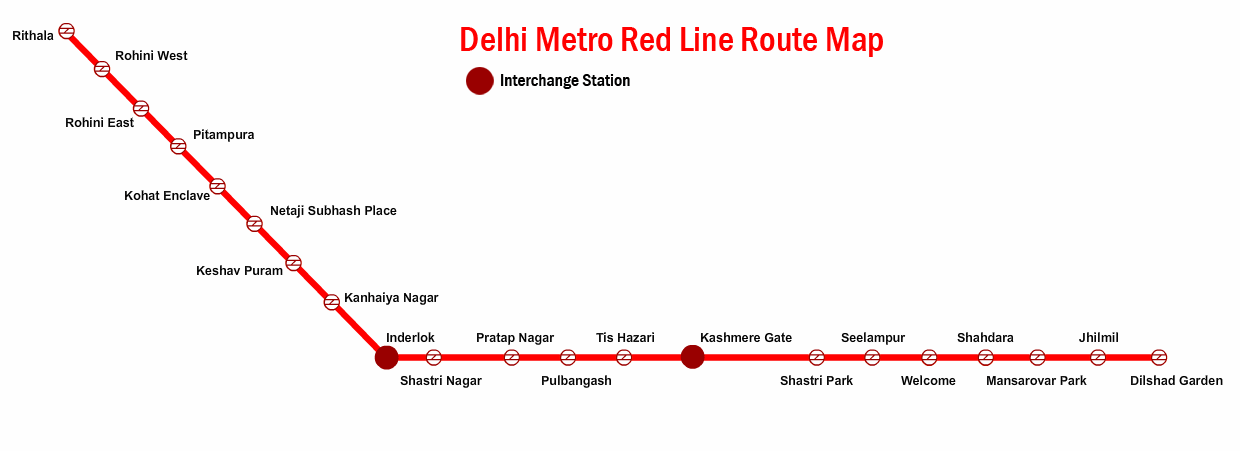 Delhi Metro Red Line Route Map
Interchange Station
Rithala
Rohini West
Rohini East
Pitampura
Kohat Enclave
Netaji Subhash Place
Keshav Puram
Kanhaiya Nagar
Inderlok
Shastri Nagar
Pratap Nagar
Pulbangash
Tis Hazari
Kashmere Gate
Shastri Park
Seelampur
Welcome
Shahdara
Mansarovar Park
Jhilmil
Dilshad Garden